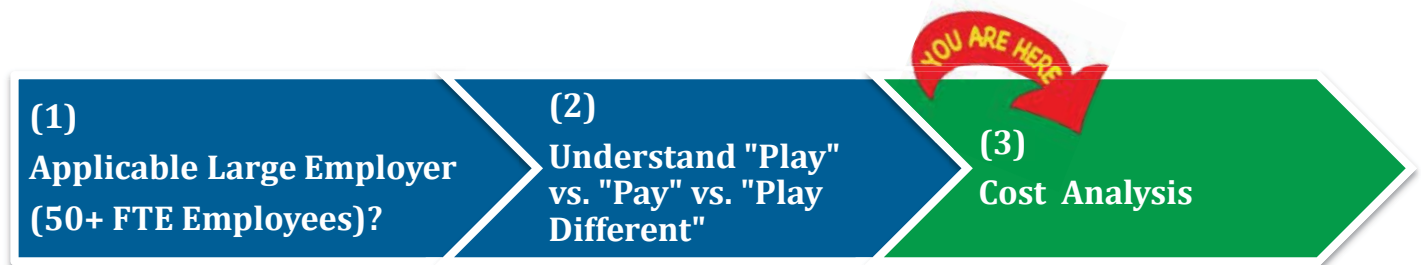 YOU ARE HERE
(1)
Applicable Large Employer
(50+ FTE Employees)?
(2)
Understand "Play"
vs. "Pay" vs. "Play
Different"
(3)
Cost Analysis